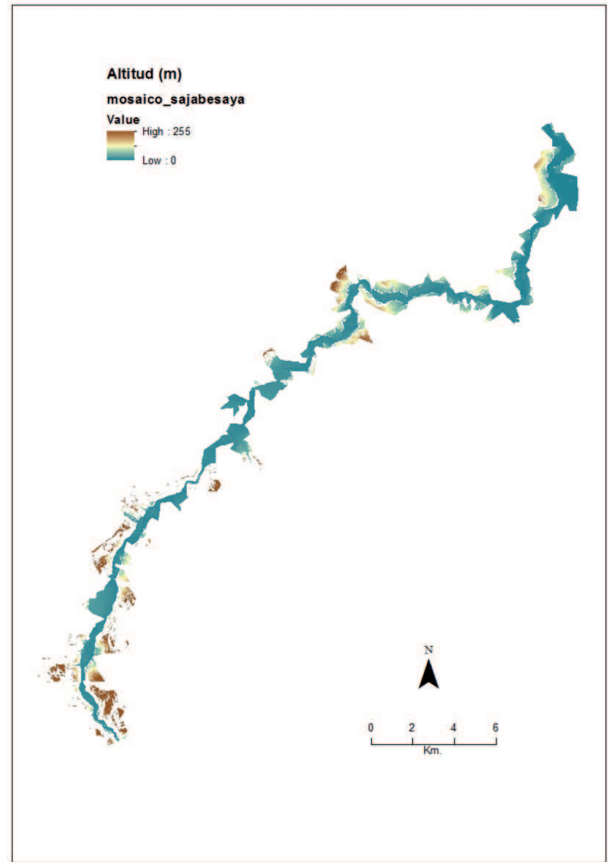 Altitud (m)
mosaico_sajabesaya
Value
High : 255
Low : 0
N
0 2 4 6
Km.